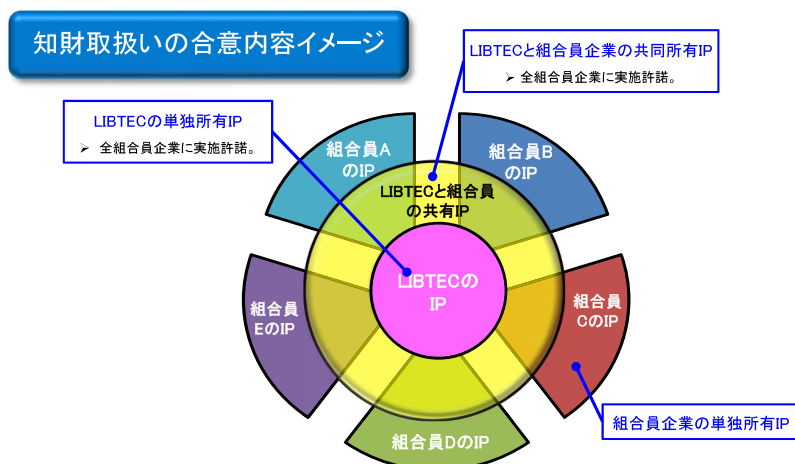 知財取扱いの合意内容イメージ
LIBTECと組合員企業の共同所有IP
➢ 全組合員企業に実施許諾。
LIBTECの単独所有IP
➢ 全組合員企業に実施許諾。
組合員A
のIP
組合員B
のIP
LIBTECと組合員
の共有IP
LIBTECの
IP
組合員
EのIP
組合員
CのIP
組合員DのIP
組合員企業の単独所有IP